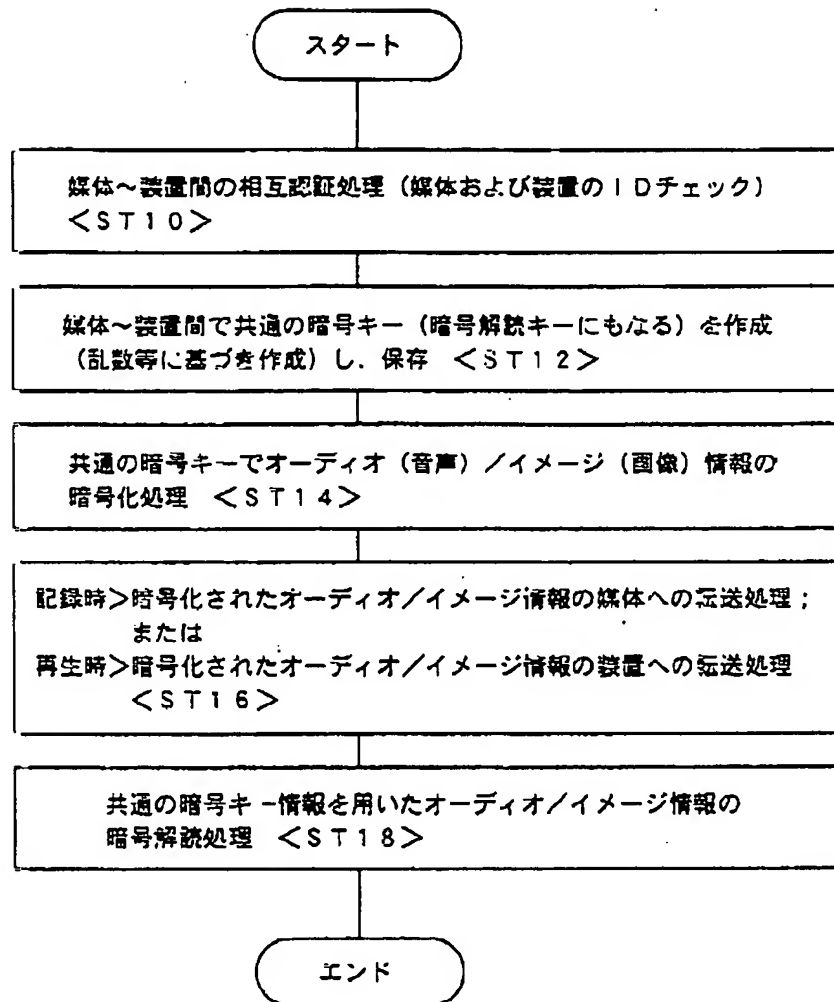 スタート
媒体~装置間の相互認証処理(媒体および装置のIDチェック)
<ST10>
媒体~装置間で共通の暗号キー(暗号解読キーにもなる)を作成
(乱数等に基づき作成)し、保存 <ST12>
共通の暗号キーでオーディオ(音声)/イメージ(画像)情報の
暗号化処理 <ST14>
記録時>暗号化されたオーディオ/イメージ情報の媒体への転送処理;
または
再生時>暗号化されたオーディオ/イメージ情報の装置への転送処理
<ST16>
共通の暗号キー情報を用いたオーディオ/イメージ情報の
暗号解読処理 <ST18>
エンド